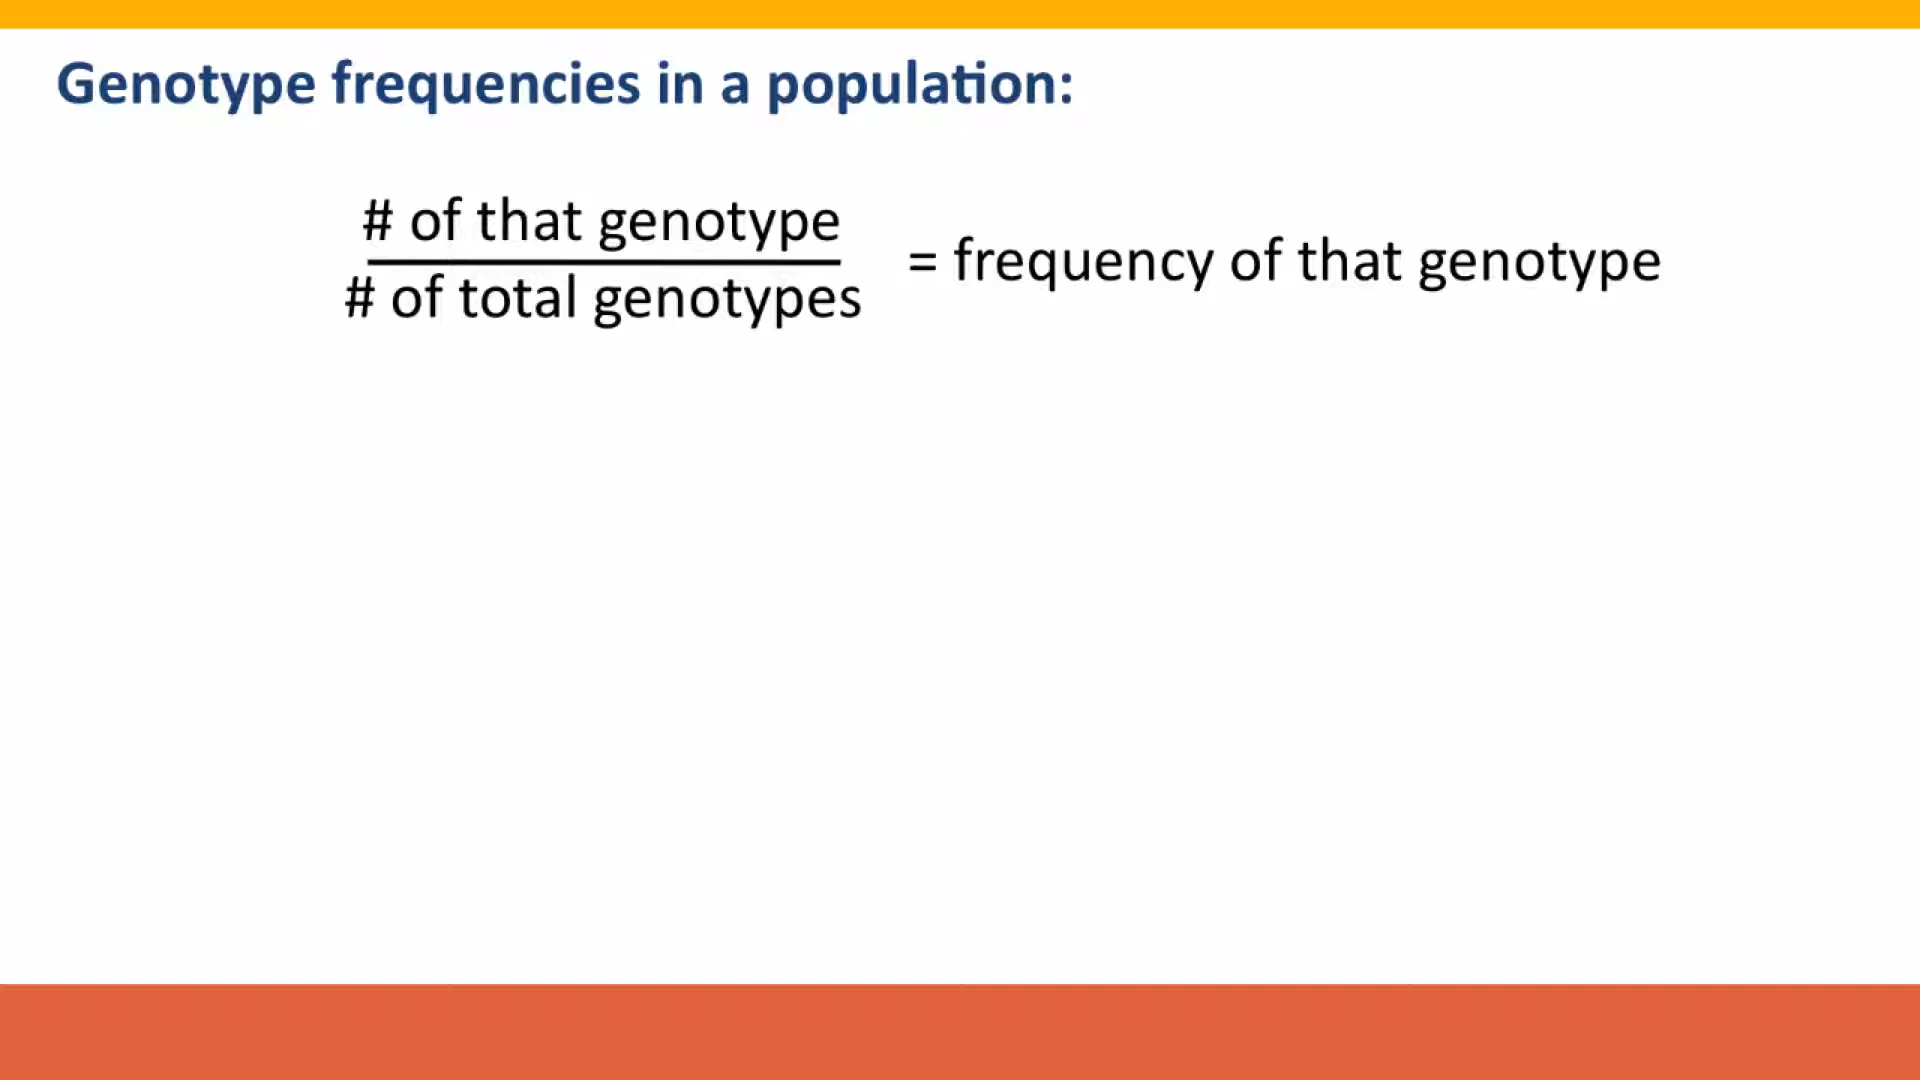 Genotype frequencies in a population:
# of that genotype
# of total genotypes
= frequency of that genotype